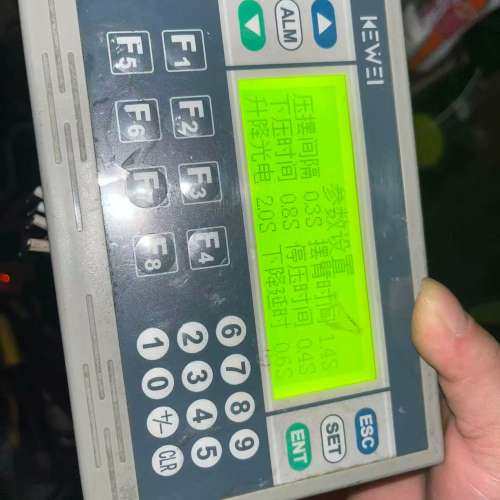 KEWEI
参数设置
压摆间隔 0.3S 摆臂时间 1.4S
下压时间 0.8S 停压时间 0.4S
升降光电 2.0S 下降延时 0.6S
ALM
ESC
SET
ENT
F1 F2 F3 F4
F5 F6 F7 F8
6 7 8 9
2 3 4 5
1 0 +/- CLR